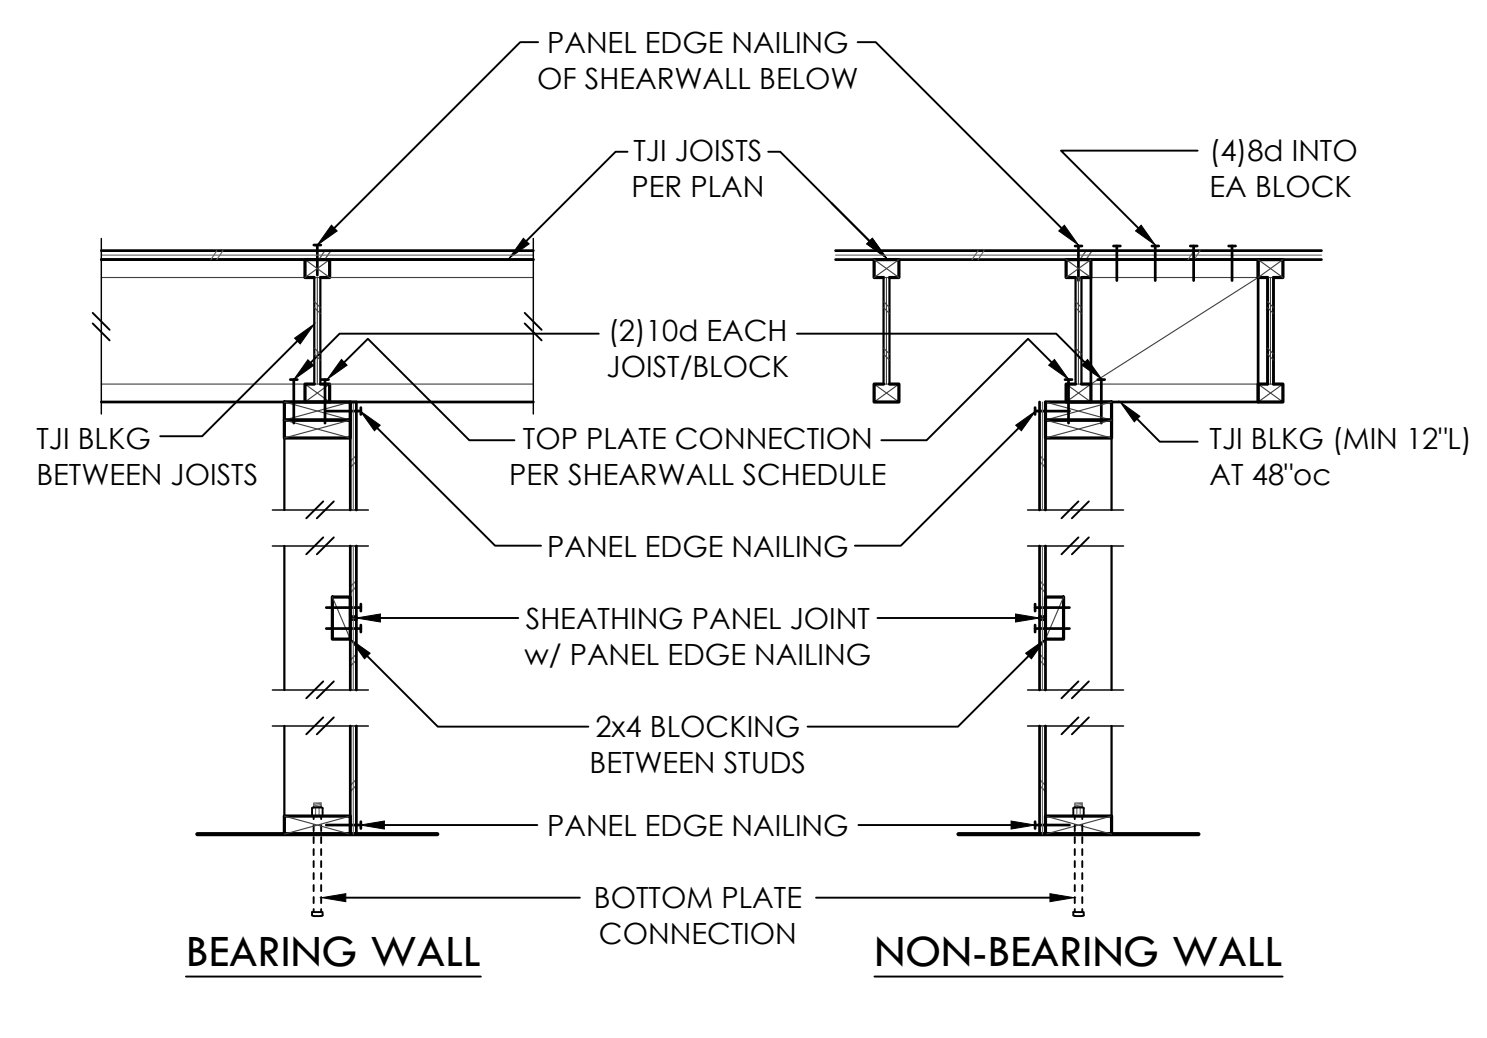 PANEL EDGE NAILING
OF SHEARWALL BELOW
TJI JOISTS
PER PLAN
(4)8d INTO
EA BLOCK
(2)10d EACH
JOIST/BLOCK
TJI BLKG
BETWEEN JOISTS
TOP PLATE CONNECTION
PER SHEARWALL SCHEDULE
TJI BLKG (MIN 12"L)
AT 48"oc
PANEL EDGE NAILING
SHEATHING PANEL JOINT
w/ PANEL EDGE NAILING
2x4 BLOCKING
BETWEEN STUDS
PANEL EDGE NAILING
BOTTOM PLATE
CONNECTION
BEARING WALL
NON-BEARING WALL